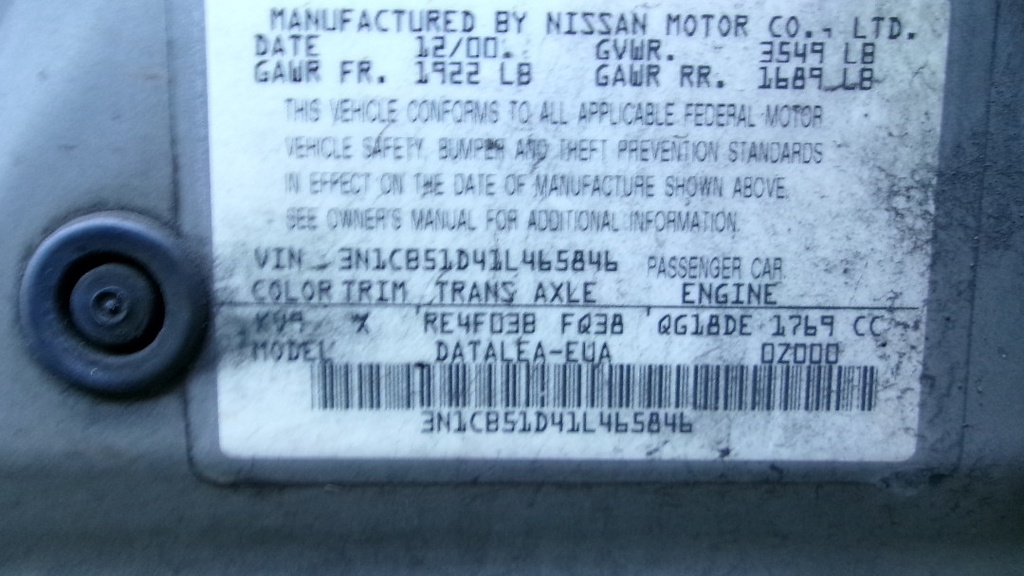 MANUFACTURED BY NISSAN MOTOR CO., LTD.
DATE 12/00. GVWR. 3549 LB
GAWR FR. 1922 LB GAWR RR. 1689 LB
THIS VEHICLE CONFORMS TO ALL APPLICABLE FEDERAL MOTOR
VEHICLE SAFETY, BUMPER AND THEFT PREVENTION STANDARDS
IN EFFECT ON THE DATE OF MANUFACTURE SHOWN ABOVE.
SEE OWNER'S MANUAL FOR ADDITIONAL INFORMATION.
VIN 3N1CB51D41L465846 PASSENGER CAR
COLOR TRIM TRANS AXLE ENGINE
KV9 X RE4F03B FQ38 QG18DE 1769 CC
MODEL DATALEA-EUA 0Z000
3N1CB51D41L465846